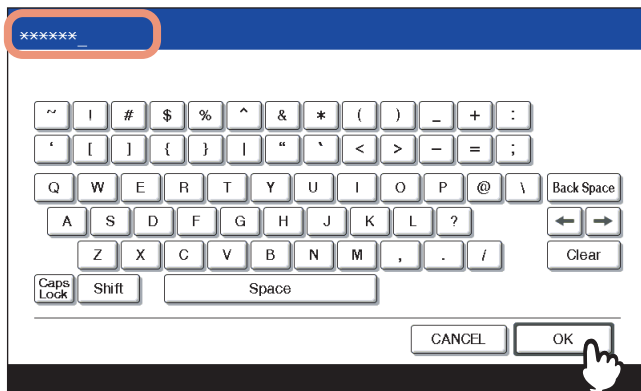 ******_
~ ! # $ % ^ & * ( ) _ + :
‘ [ ] { } | “ ` < > – = ;
Q W E R T Y U I O P @ \ Back Space
A S D F G H J K L ? ← →
Z X C V B N M , . / Clear
Caps Lock Shift Space
CANCEL OK